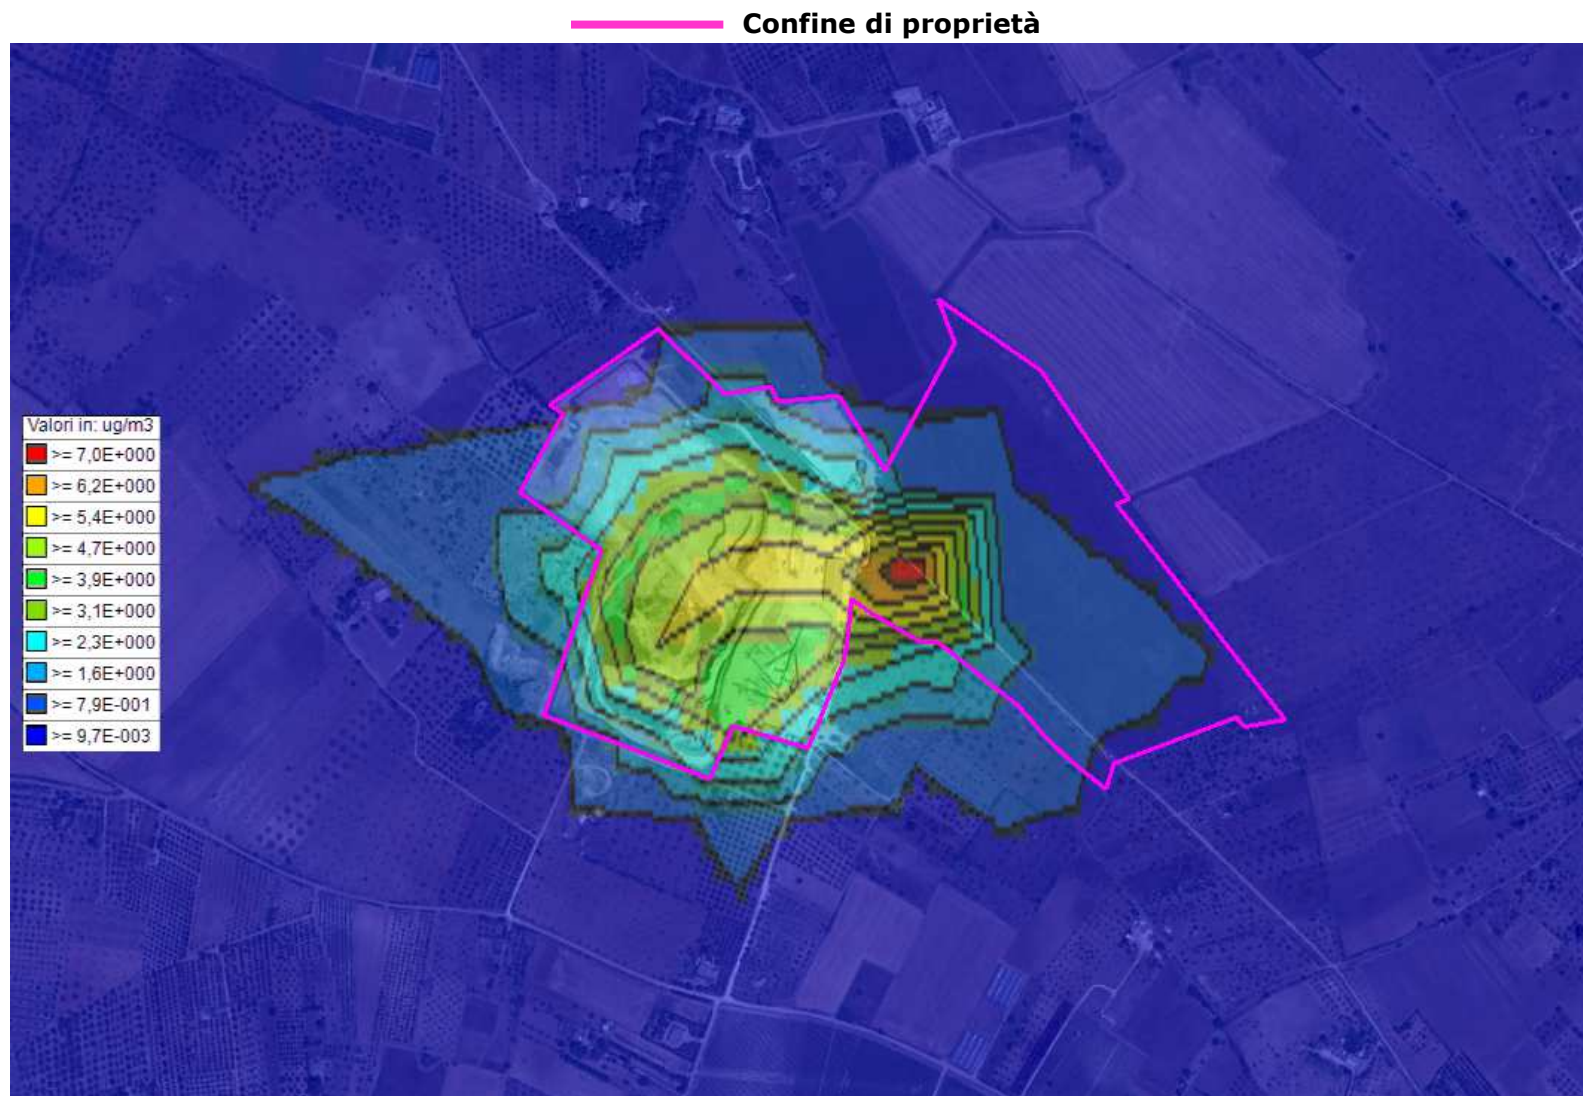 Confine di proprietà
Valori in: ug/m3
>= 7,0E+000
>= 6,2E+000
>= 5,4E+000
>= 4,7E+000
>= 3,9E+000
>= 3,1E+000
>= 2,3E+000
>= 1,6E+000
>= 7,9E-001
>= 9,7E-003